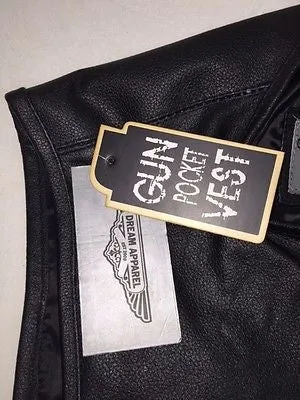 GUN
POCKET
VEST
DREAM APPAREL